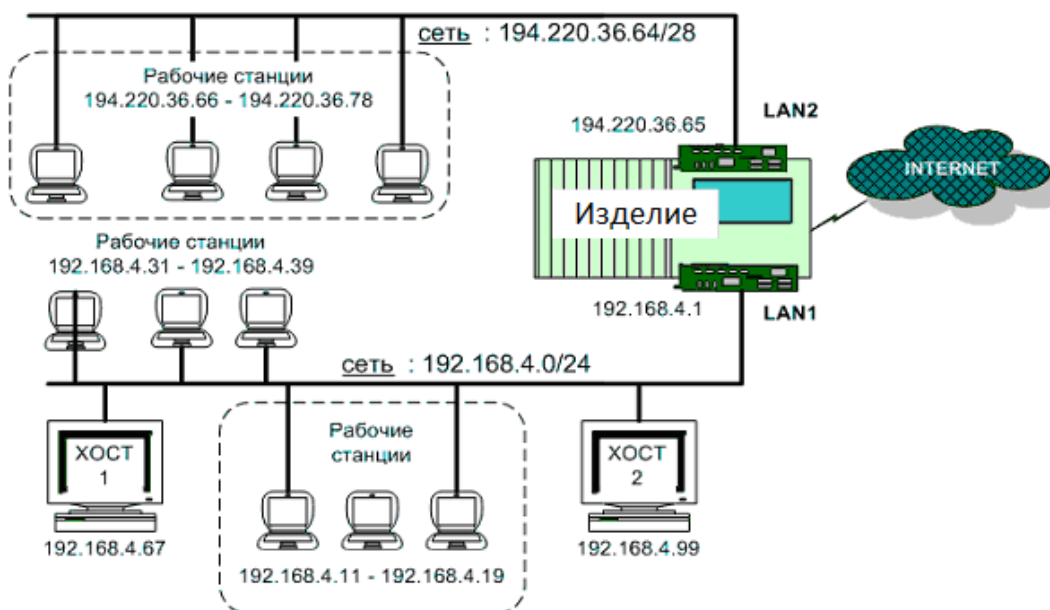 сеть : 194.220.36.64/28
Рабочие станции
194.220.36.66 - 194.220.36.78
LAN2
194.220.36.65
INTERNET
Изделие
Рабочие станции
192.168.4.31 - 192.168.4.39
192.168.4.1
LAN1
сеть : 192.168.4.0/24
ХОСТ
1
192.168.4.67
Рабочие
станции
192.168.4.11 - 192.168.4.19
ХОСТ
2
192.168.4.99